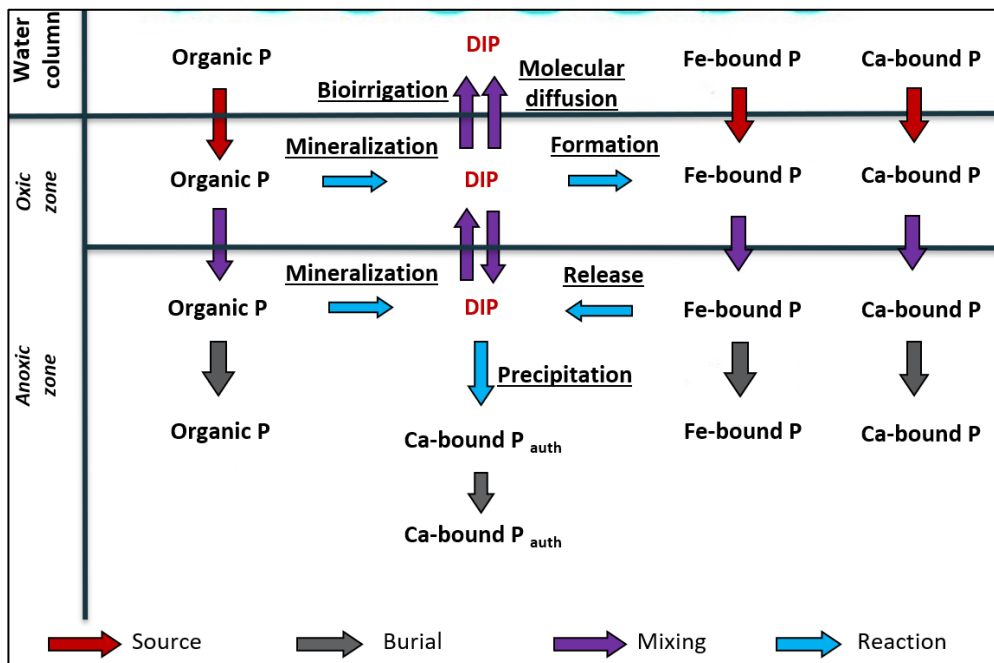 Water column
Organic P
DIP
Fe-bound P
Ca-bound P
Bioirrigation
Molecular
diffusion
Oxic zone
Mineralization
Formation
Organic P
DIP
Fe-bound P
Ca-bound P
Anoxic zone
Mineralization
Release
Organic P
DIP
Fe-bound P
Ca-bound P
Precipitation
Organic P
Ca-bound P auth
Fe-bound P
Ca-bound P
Ca-bound P auth
Source
Burial
Mixing
Reaction